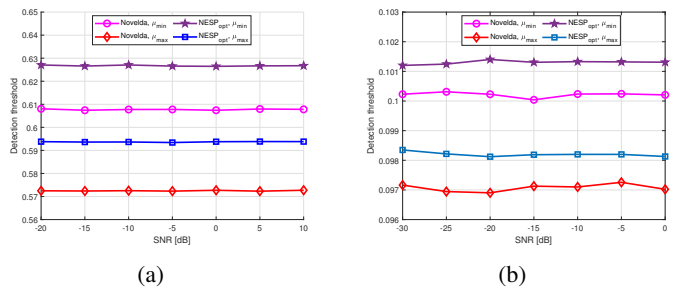 0.65
0.64
0.63
0.62
0.61
0.6
0.59
0.58
0.57
0.56
Detection threshold
-20 -15 -10 -5 0 5 10
SNR [dB]
Novelda, μmin NESPopt, μmin
Novelda, μmax NESPopt, μmax
(a)
0.103
0.102
0.101
0.1
0.099
0.098
0.097
0.096
Detection threshold
-30 -25 -20 -15 -10 -5 0
SNR [dB]
Novelda, μmin NESPopt, μmin
Novelda, μmax NESPopt, μmax
(b)